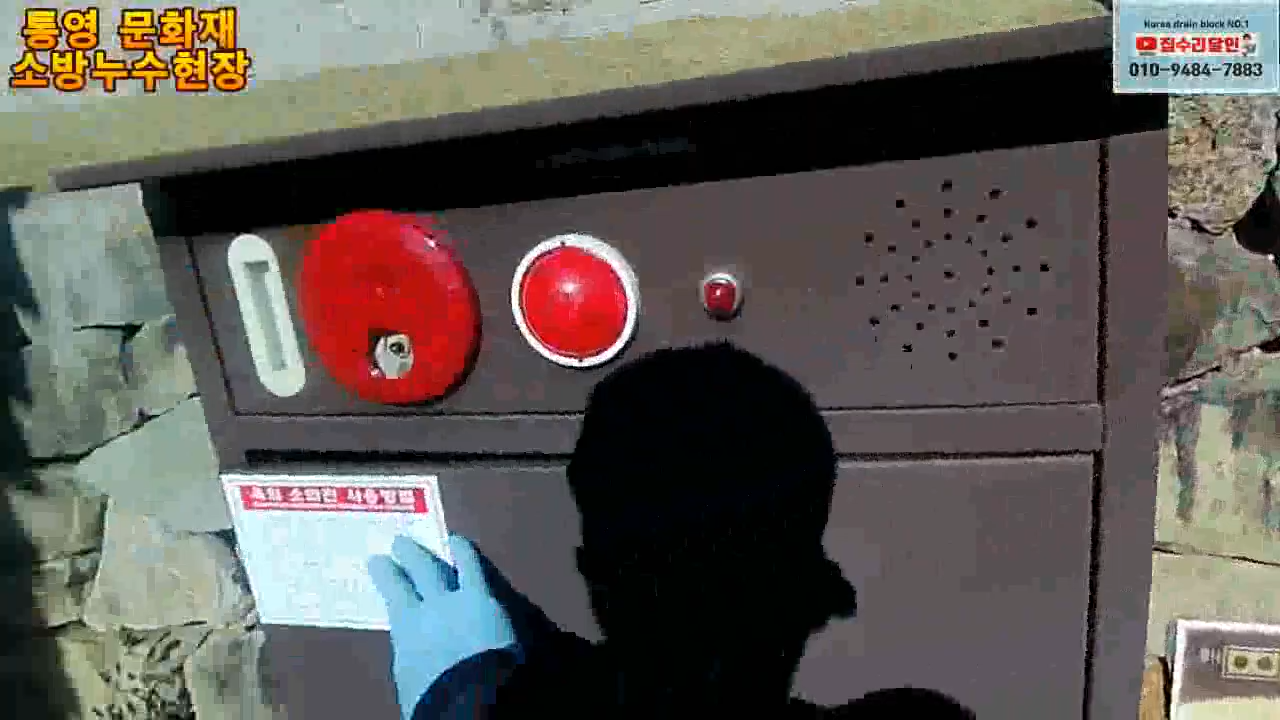 통영 문화재
소방누수현장
Korea drain block NO.1
집수리달인
010-9484-7883
옥외 소화전 사용방법